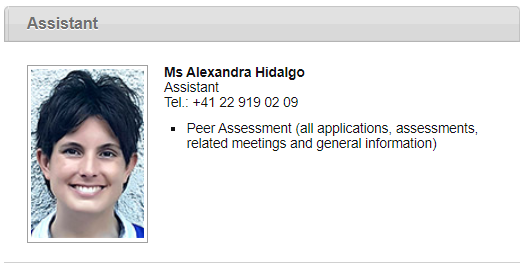 Assistant
Ms Alexandra Hidalgo
Assistant
Tel.: +41 22 919 02 09
▪ Peer Assessment (all applications, assessments,
related meetings and general information)